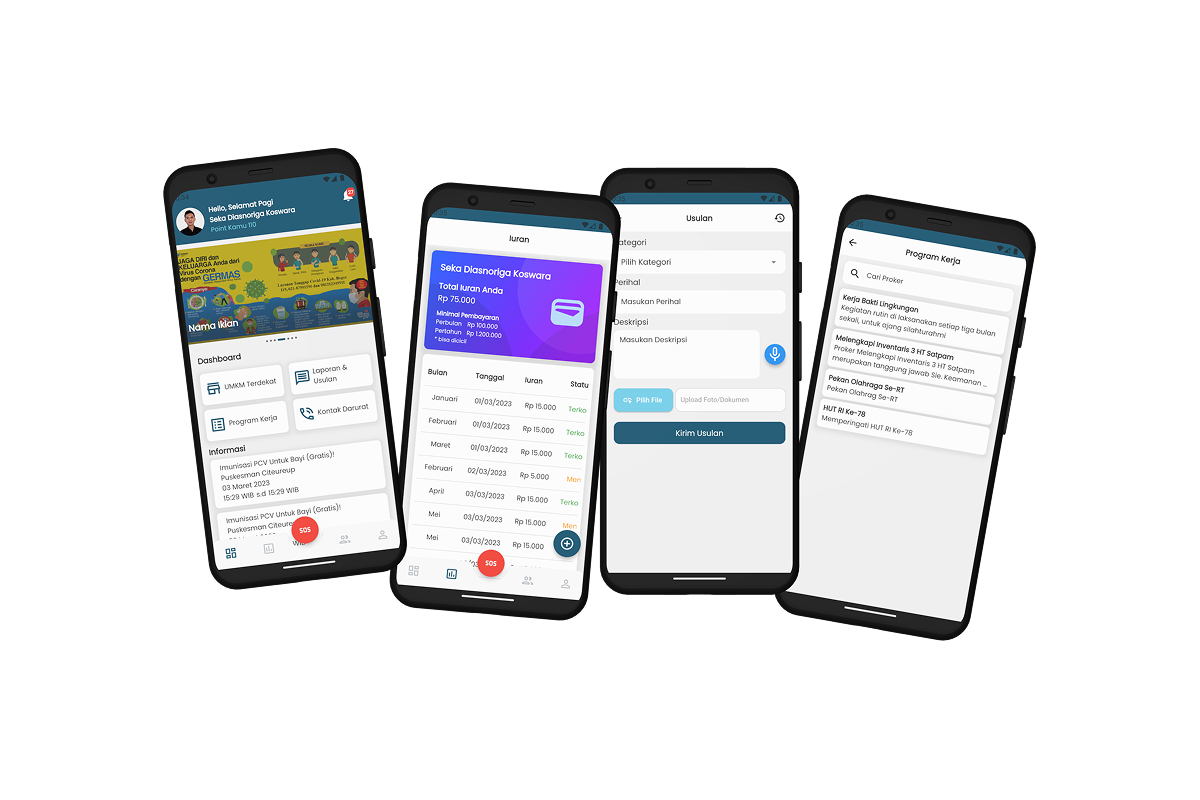 Hello, Selamat Pagi
Seka Diasnoriga Koswara
Point Kamu 110
27
JAGA DIRI dan
KELUARGA Anda dari
Virus Corona
dengan GERMAS
Nama Iklan
Dashboard
UMKM Terdekat
Laporan &
Usulan
Program Kerja
Kontak Darurat
Informasi
Imunisasi PCV Untuk Bayi (Gratis)!
Puskesman Citeureup
03 Maret 2023
15:29 WIB s.d 15:29 WIB
Imunisasi PCV Untuk Bayi (Gratis)!
Puskesman Citeureup
SOS
Iuran
Seka Diasnoriga Koswara
Total Iuran Anda
Rp 75.000
Minimal Pembayaran
Perbulan Rp 100.000
Pertahun Rp 1.200.000
* bisa dicicil
Bulan Tanggal Iuran Statu
Januari 01/03/2023 Rp 15.000 Terko
Februari 01/03/2023 Rp 15.000 Terko
Maret 01/03/2023 Rp 15.000 Terko
Februari 02/03/2023 Rp 5.000 Men
April 03/03/2023 Rp 15.000 Terko
Mei 03/03/2023 Rp 15.000 Men
Mei 03/03/2023 Rp 15.000
SOS
Usulan
ategori
Pilih Kategori
Perihal
Masukan Perihal
Deskripsi
Masukan Deskripsi
Pilih File
Upload Foto/Dokumen
Kirim Usulan
Program Kerja
Cari Proker
Kerja Bakti Lingkungan
Kegiatan rutin di laksanakan setiap tiga bulan
sekali, untuk ajang silahturahmi
Melengkapi Inventaris 3 HT Satpam
Proker Melengkapi Inventaris 3 HT Satpam
merupakan tanggung jawab Sie. Keamanan ...
Pekan Olahraga Se-RT
Pekan Olahrag Se-RT
HUT RI Ke-78
Memperingati HUT RI Ke-78